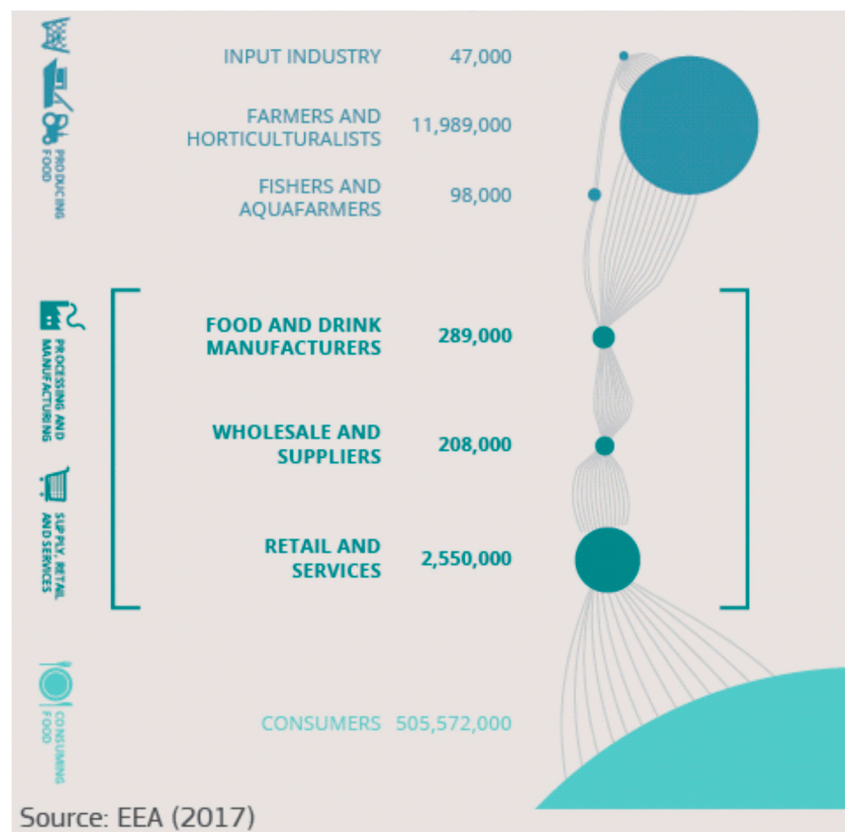 INPUT INDUSTRY 47,000
FARMERS AND
HORTICULTURALISTS 11,989,000
FISHERS AND
AQUAFARMERS 98,000
PRODUCING
FOOD
FOOD AND DRINK
MANUFACTURERS 289,000
PROCESSING AND
MANUFACTURING
WHOLESALE AND
SUPPLIERS 208,000
RETAIL AND
SERVICES 2,550,000
SUPPLY, RETAIL
AND SERVICES
CONSUMERS 505,572,000
CONSUMING
FOOD
Source: EEA (2017)